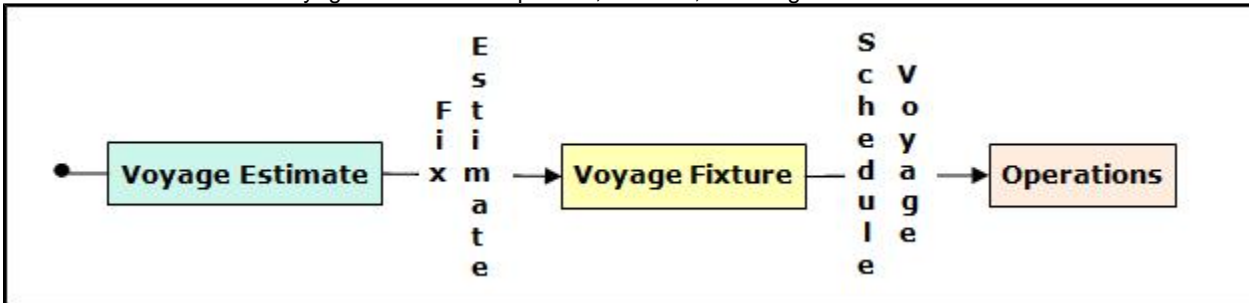 Voyage Estimate
Fix
Estimate
Voyage Fixture
Schedule
Voyage
Operations